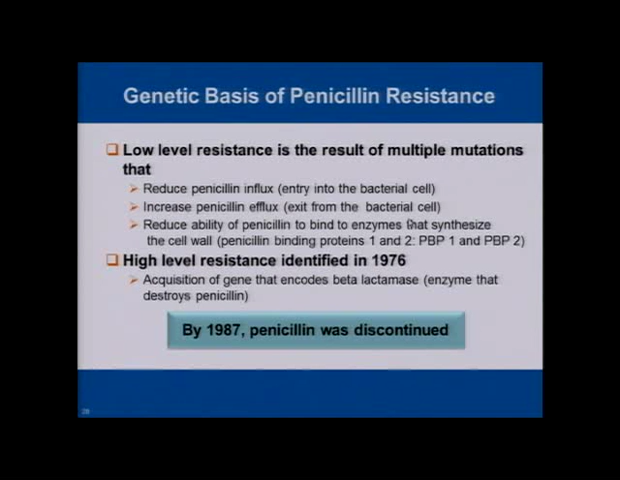 Genetic Basis of Penicillin Resistance
❑ Low level resistance is the result of multiple mutations
that
➢ Reduce penicillin influx (entry into the bacterial cell)
➢ Increase penicillin efflux (exit from the bacterial cell)
➢ Reduce ability of penicillin to bind to enzymes that synthesize
the cell wall (penicillin binding proteins 1 and 2: PBP 1 and PBP 2)
❑ High level resistance identified in 1976
➢ Acquisition of gene that encodes beta lactamase (enzyme that
destroys penicillin)
By 1987, penicillin was discontinued